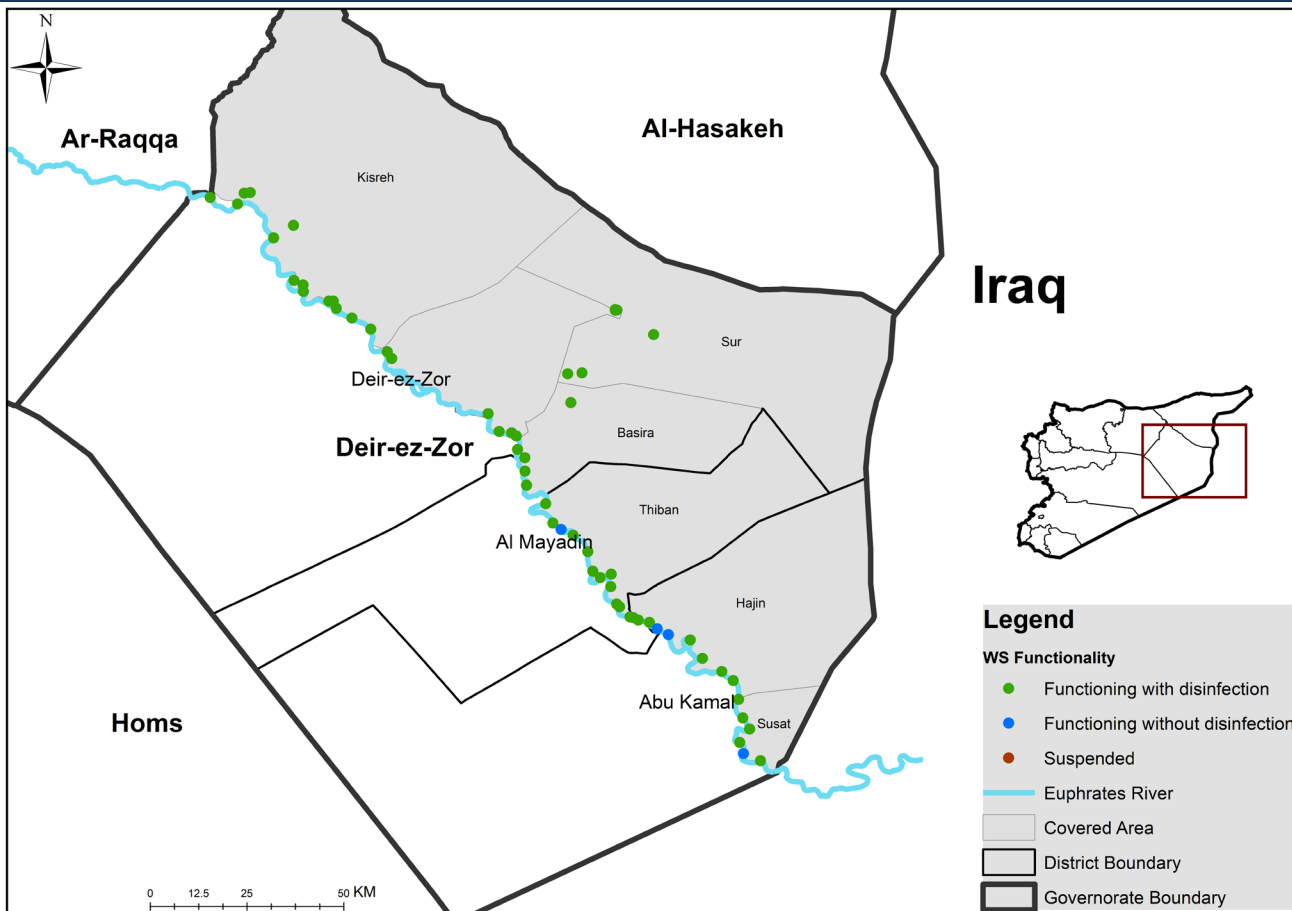 N
Ar-Raqqa
Al-Hasakeh
Kisreh
Iraq
Sur
Deir-ez-Zor
Deir-ez-Zor
Basira
Thiban
Al Mayadin
Hajin
Abu Kamal
Susat
Homs
Legend
WS Functionality
Functioning with disinfection
Functioning without disinfection
Suspended
Euphrates River
Covered Area
District Boundary
Governorate Boundary
0 12.5 25 50 KM